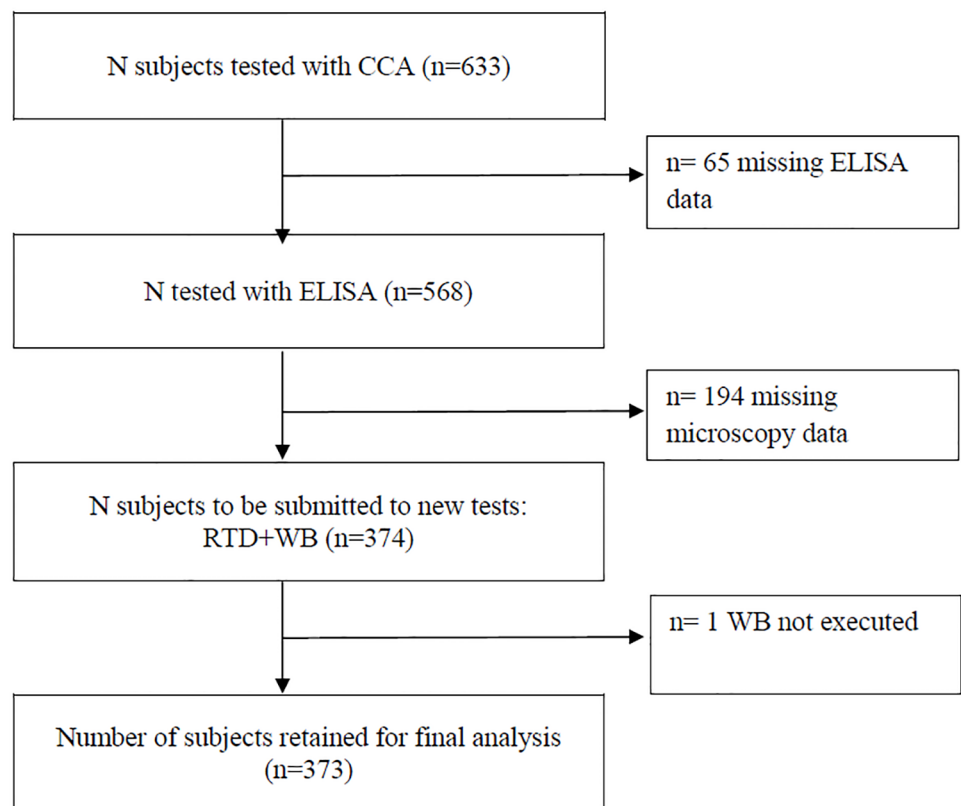 N subjects tested with CCA (n=633)
n= 65 missing ELISA
data
N tested with ELISA (n=568)
n= 194 missing
microscopy data
N subjects to be submitted to new tests:
RTD+WB (n=374)
n= 1 WB not executed
Number of subjects retained for final analysis
(n=373)